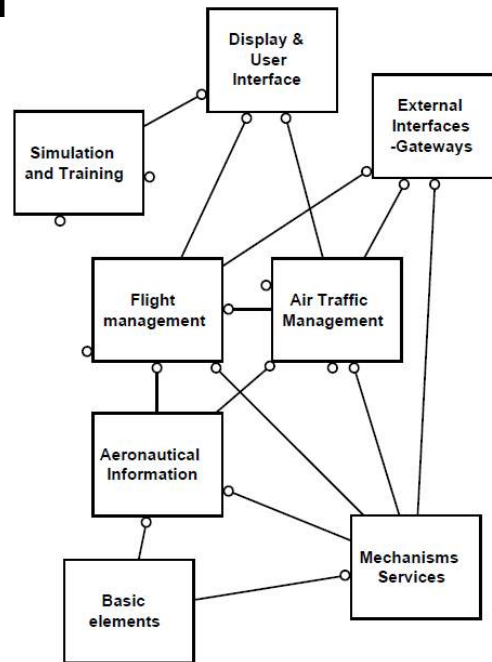 Display &
User
Interface
External
Interfaces
-Gateways
Simulation
and Training
Flight
management
Air Traffic
Management
Aeronautical
Information
Mechanisms
Services
Basic
elements